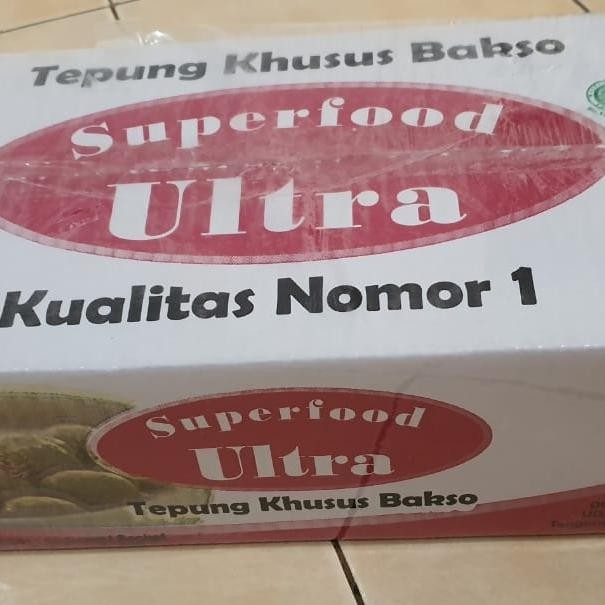 Tepung Khusus Bakso
Superfood
Ultra
Kualitas Nomor 1
Superfood
Ultra
Tepung Khusus Bakso